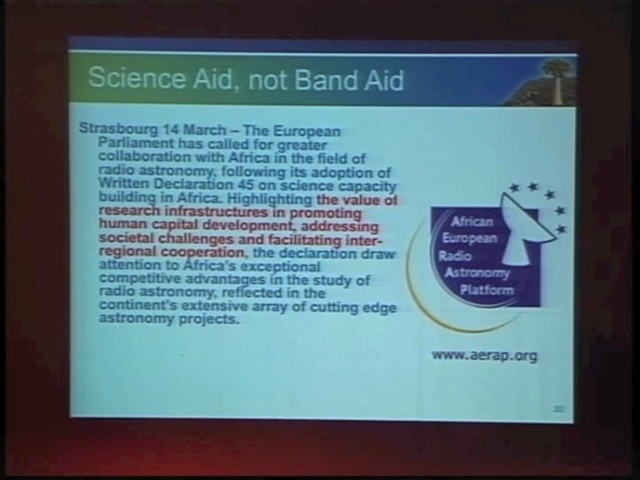 Science Aid, not Band Aid
Strasbourg 14 March – The European
Parliament has called for greater
collaboration with Africa in the field of
radio astronomy, following its adoption of
Written Declaration 45 on science capacity
building in Africa. Highlighting the value of
research infrastructures in promoting
human capital development, addressing
societal challenges and facilitating inter-
regional cooperation, the declaration draw
attention to Africa's exceptional
competitive advantages in the study of
radio astronomy, reflected in the
continent's extensive array of cutting edge
astronomy projects.
African
European
Radio
Astronomy
Platform
www.aerap.org
30